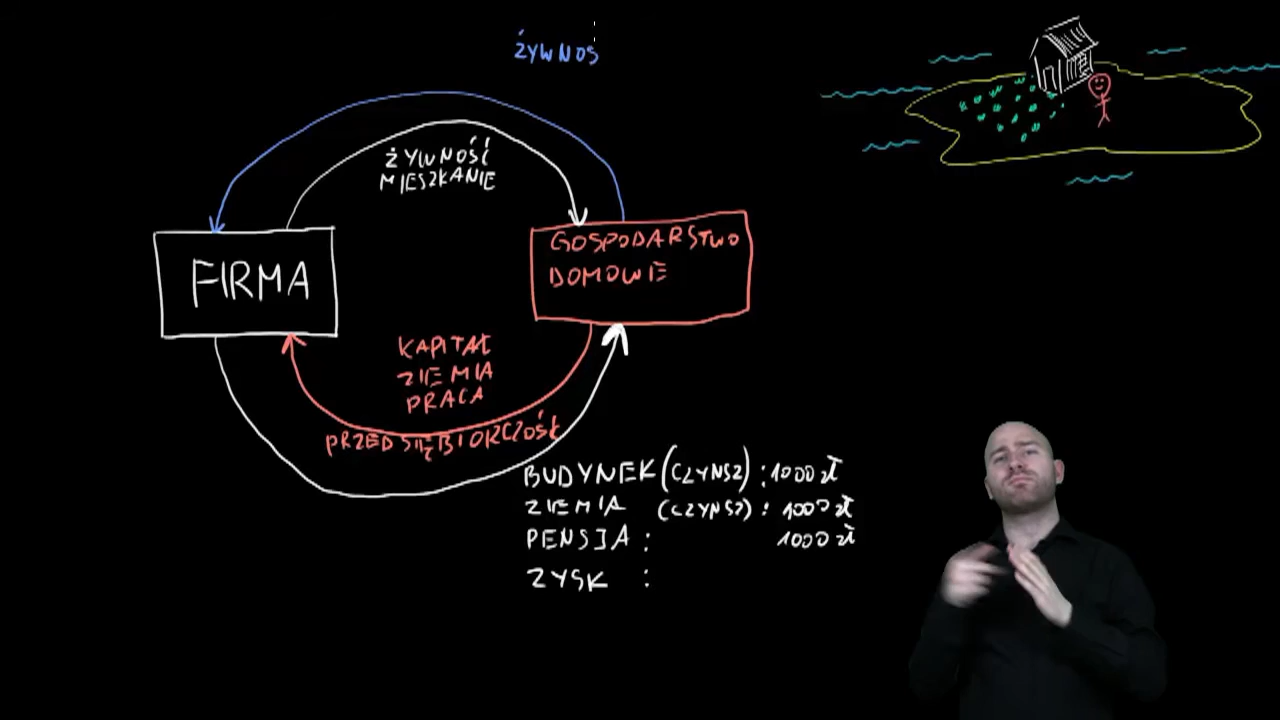 ŻYWNOŚ
ŻYWNOŚĆ
MIESZKANIE
FIRMA
GOSPODARSTWO
DOMOWE
KAPITAŁ
ZIEMIA
PRACA
PRZEDSIĘBIORCZOŚĆ
BUDYNEK (CZYNSZ) : 1000 zł
ZIEMIA (CZYNSZ) : 1000 zł
PENSJA : 1000 zł
ZYSK :